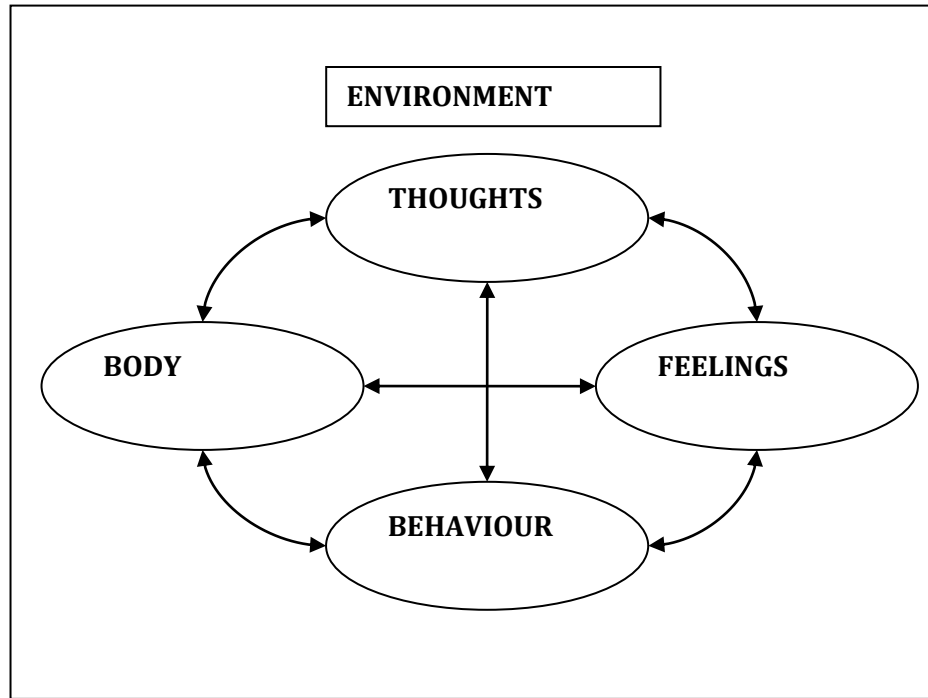 ENVIRONMENT
THOUGHTS
BODY
FEELINGS
BEHAVIOUR